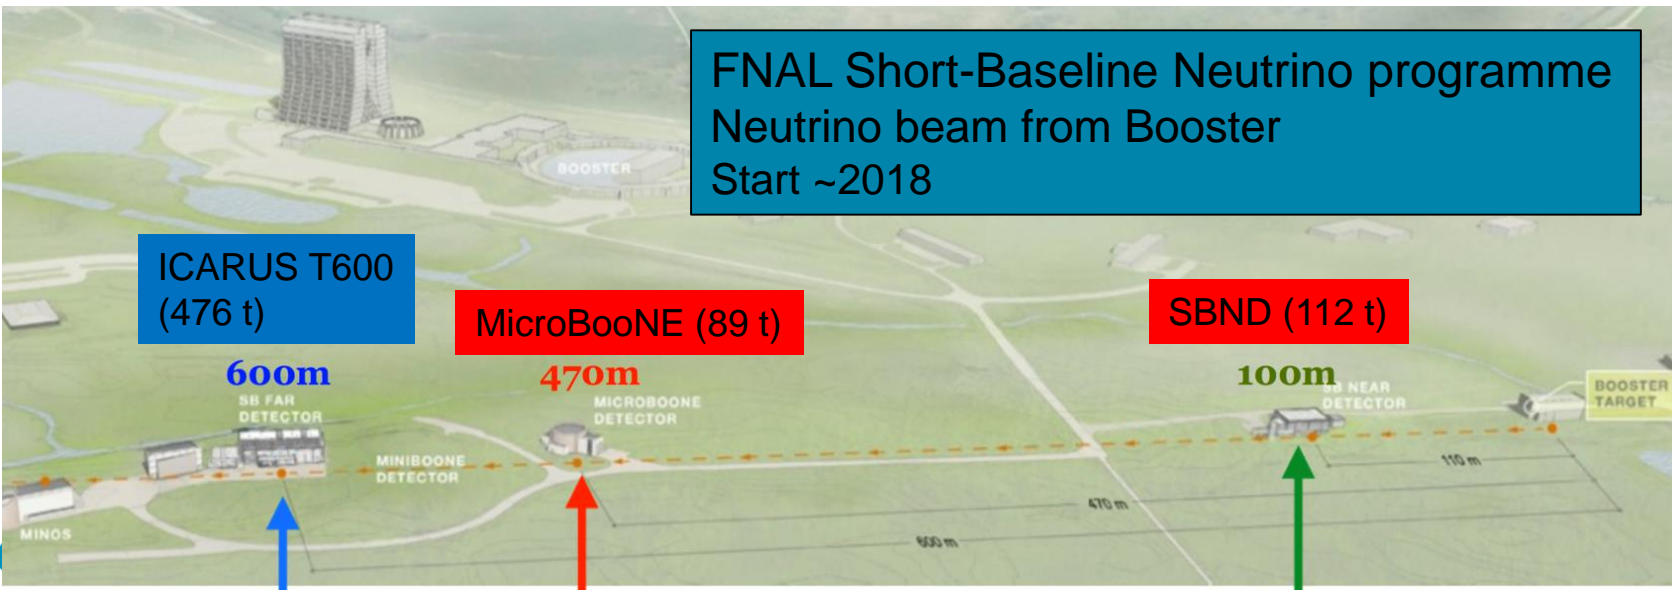 FNAL Short-Baseline Neutrino programme
Neutrino beam from Booster
Start ~2018
BOOSTER
ICARUS T600
(476 t)
MicroBooNE (89 t)
SBND (112 t)
600m
470m
100m
SB FAR
DETECTOR
MICROBOONE
DETECTOR
SB NEAR
DETECTOR
BOOSTER
TARGET
MINIBOONE
DETECTOR
110 m
470 m
600 m
MINOS